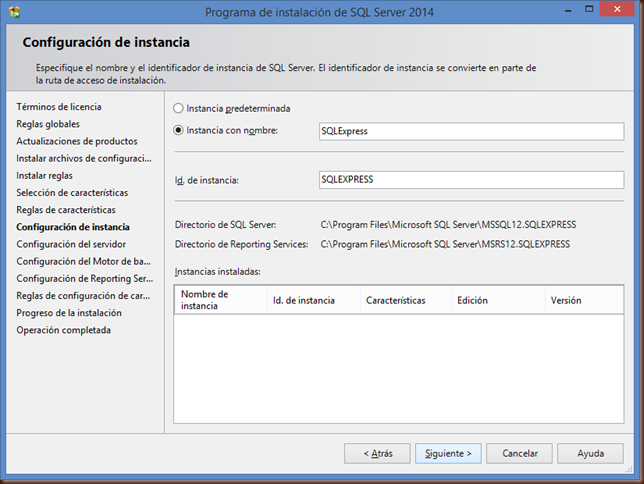 Programa de instalación de SQL Server 2014
Configuración de instancia
Especifique el nombre y el identificador de instancia de SQL Server. El identificador de instancia se convierte en parte de
la ruta de acceso de instalación.
Términos de licencia
Reglas globales
Actualizaciones de productos
Instalar archivos de configuraci...
Instalar reglas
Selección de características
Reglas de características
Configuración de instancia
Configuración del servidor
Configuración del Motor de ba...
Configuración de Reporting Ser...
Reglas de configuración de car...
Progreso de la instalación
Operación completada
Instancia predeterminada
Instancia con nombre: SQLExpress
Id. de instancia: SQLEXPRESS
Directorio de SQL Server: C:\Program Files\Microsoft SQL Server\MSSQL12.SQLEXPRESS
Directorio de Reporting Services: C:\Program Files\Microsoft SQL Server\MSRS12.SQLEXPRESS
Instancias instaladas:
Nombre de instancia Id. de instancia Características Edición Versión
< Atrás Siguiente > Cancelar Ayuda